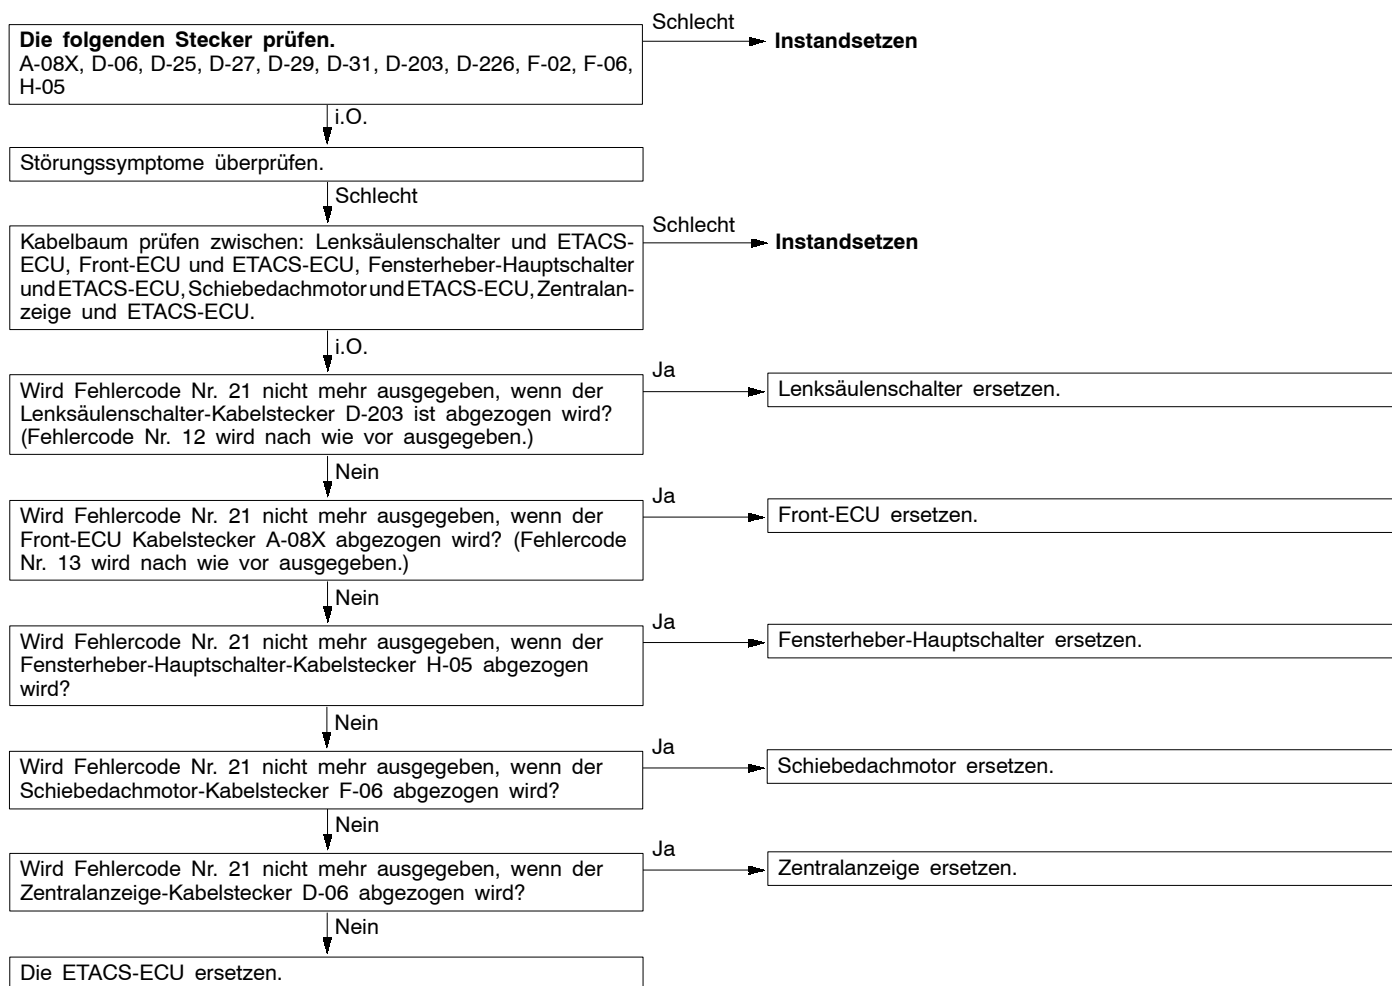 Die folgenden Stecker prüfen.
A-08X, D-06, D-25, D-27, D-29, D-31, D-203, D-226, F-02, F-06,
H-05
Schlecht
Instandsetzen
i.O.
Störungssymptome überprüfen.
Schlecht
Kabelbaum prüfen zwischen: Lenksäulenschalter und ETACS-
ECU, Front-ECU und ETACS-ECU, Fensterheber-Hauptschalter
und ETACS-ECU, Schiebedachmotor und ETACS-ECU, Zentralan-
zeige und ETACS-ECU.
Schlecht
Instandsetzen
i.O.
Wird Fehlercode Nr. 21 nicht mehr ausgegeben, wenn der
Lenksäulenschalter-Kabelstecker D-203 ist abgezogen wird?
(Fehlercode Nr. 12 wird nach wie vor ausgegeben.)
Ja
Lenksäulenschalter ersetzen.
Nein
Wird Fehlercode Nr. 21 nicht mehr ausgegeben, wenn der
Front-ECU Kabelstecker A-08X abgezogen wird? (Fehlercode
Nr. 13 wird nach wie vor ausgegeben.)
Ja
Front-ECU ersetzen.
Nein
Wird Fehlercode Nr. 21 nicht mehr ausgegeben, wenn der
Fensterheber-Hauptschalter-Kabelstecker H-05 abgezogen
wird?
Ja
Fensterheber-Hauptschalter ersetzen.
Nein
Wird Fehlercode Nr. 21 nicht mehr ausgegeben, wenn der
Schiebedachmotor-Kabelstecker F-06 abgezogen wird?
Ja
Schiebedachmotor ersetzen.
Nein
Wird Fehlercode Nr. 21 nicht mehr ausgegeben, wenn der
Zentralanzeige-Kabelstecker D-06 abgezogen wird?
Ja
Zentralanzeige ersetzen.
Nein
Die ETACS-ECU ersetzen.